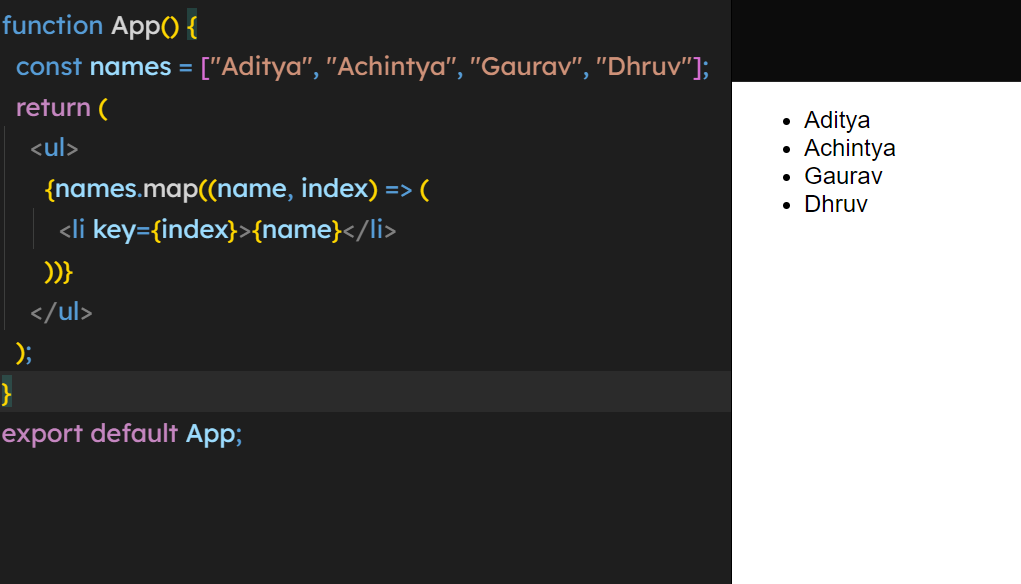 function App() {
const names = ["Aditya", "Achintya", "Gaurav", "Dhruv"];
return (
<ul>
{names.map((name, index) => (
<li key={index}>{name}</li>
))}
</ul>
);
}
export default App;
Aditya
Achintya
Gaurav
Dhruv